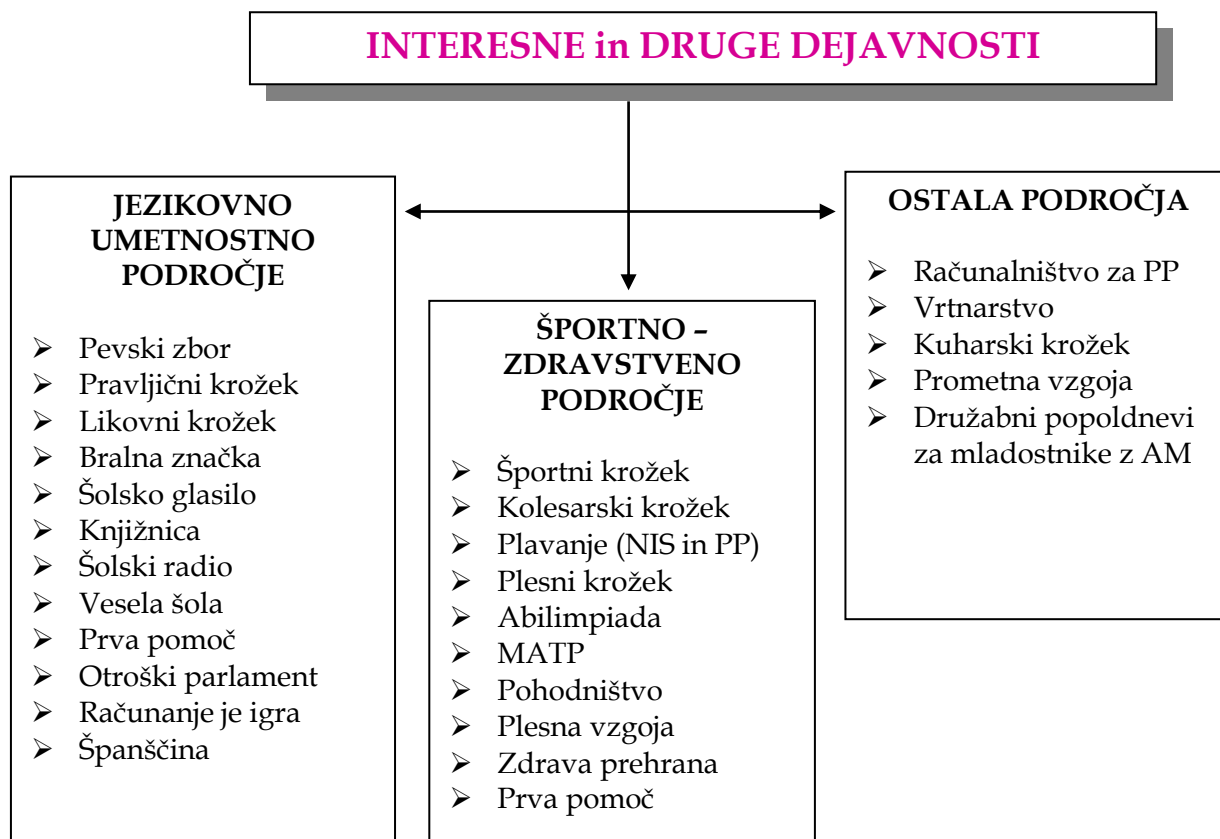 INTERESNE in DRUGE DEJAVNOSTI
JEZIKOVNO
UMETNOSTNO
PODROČJE
➢ Pevski zbor
➢ Pravljični krožek
➢ Likovni krožek
➢ Bralna značka
➢ Šolsko glasilo
➢ Knjižnica
➢ Šolski radio
➢ Vesela šola
➢ Prva pomoč
➢ Otroški parlament
➢ Računanje je igra
➢ Španščina
ŠPORTNO –
ZDRAVSTVENO
PODROČJE
➢ Športni krožek
➢ Kolesarski krožek
➢ Plavanje (NIS in PP)
➢ Plesni krožek
➢ Abilimpiada
➢ MATP
➢ Pohodništvo
➢ Plesna vzgoja
➢ Zdrava prehrana
➢ Prva pomoč
OSTALA PODROČJA
➢ Računalništvo za PP
➢ Vrtnarstvo
➢ Kuharski krožek
➢ Prometna vzgoja
➢ Družabni popoldnevi
za mladostnike z AM